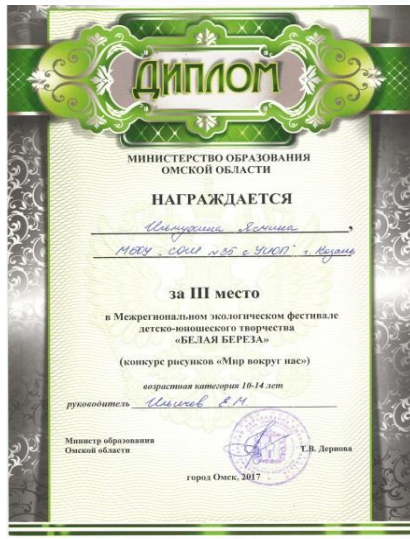 ДИПЛОМ
МИНИСТЕРСТВО ОБРАЗОВАНИЯ
ОМСКОЙ ОБЛАСТИ
НАГРАЖДАЕТСЯ
Ясмина,
МБОУ "СОШ №35 с УИОП" г. Казань
за III место
в Межрегиональном экологическом фестивале
детско-юношеского творчества
«БЕЛАЯ БЕРЕЗА»
(конкурс рисунков «Мир вокруг нас»)
возрастная категория 10-14 лет
руководитель Ильичев Е.Н
Министр образования
Омской области
Т.В. Дернова
город Омск, 2017